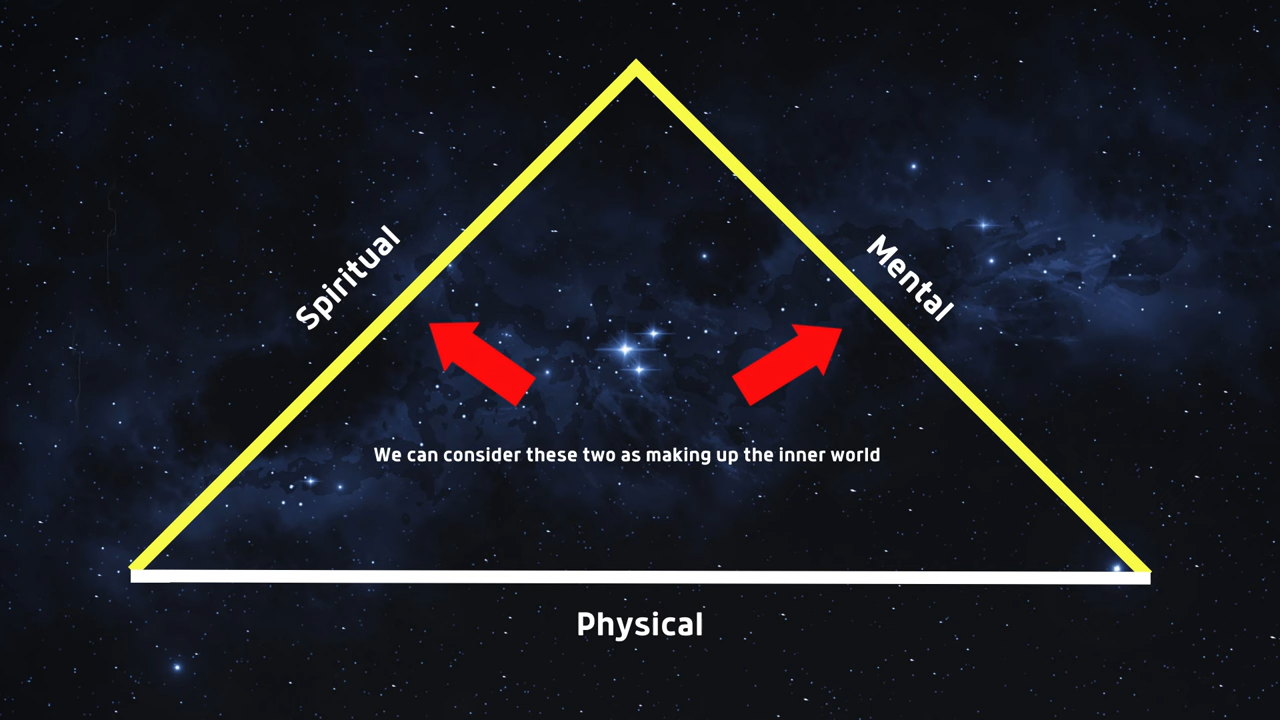 Spiritual
Mental
We can consider these two as making up the inner world
Physical